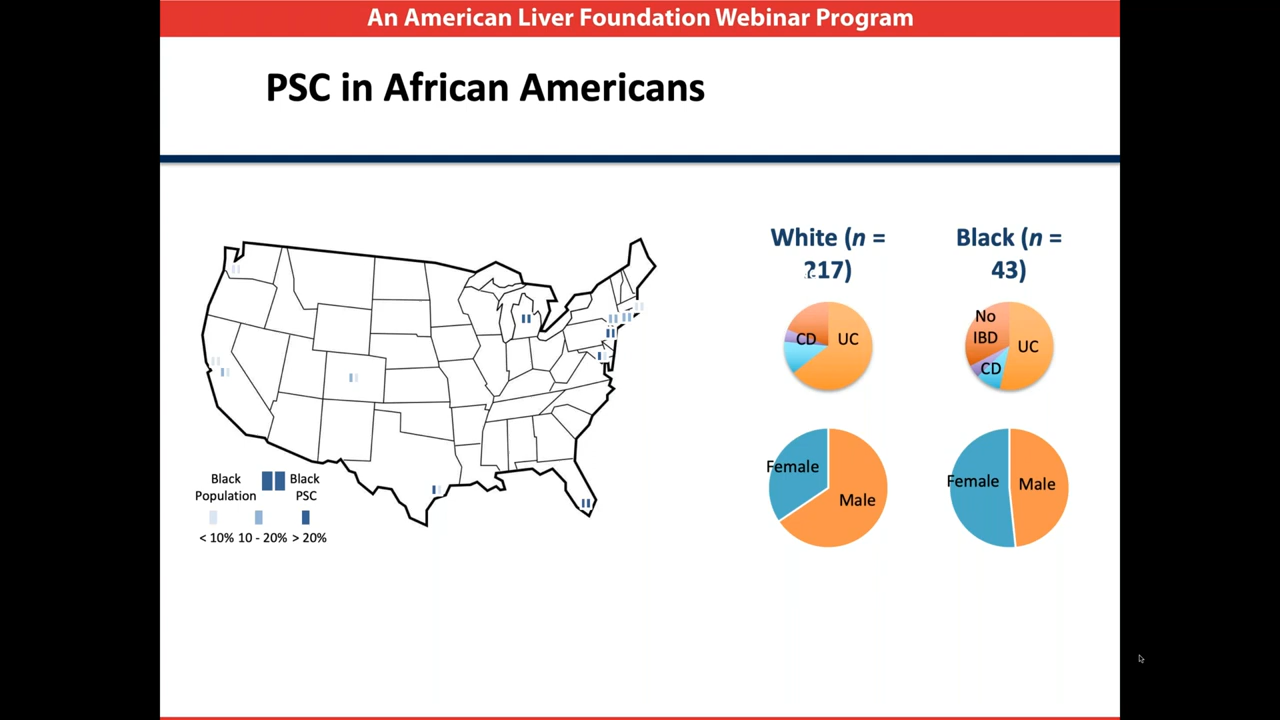 An American Liver Foundation Webinar Program
PSC in African Americans
White (n =
217)
Black (n =
43)
CD
UC
No
IBD
UC
CD
Female
Male
Female
Male
Black
Population
Black
PSC
< 10% 10 - 20% > 20%